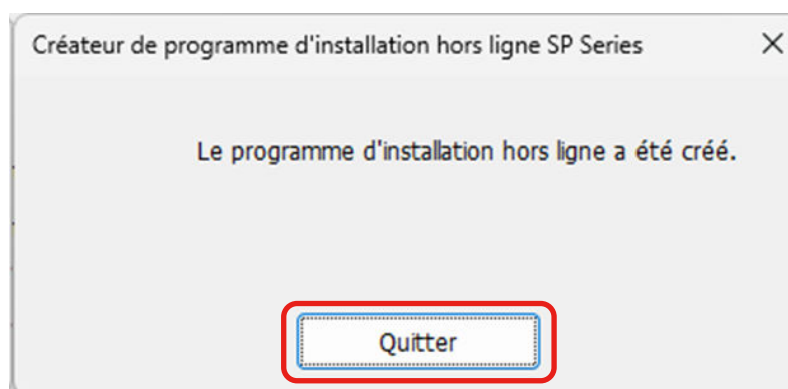 Créateur de programme d'installation hors ligne SP Series
Le programme d'installation hors ligne a été créé.
Quitter